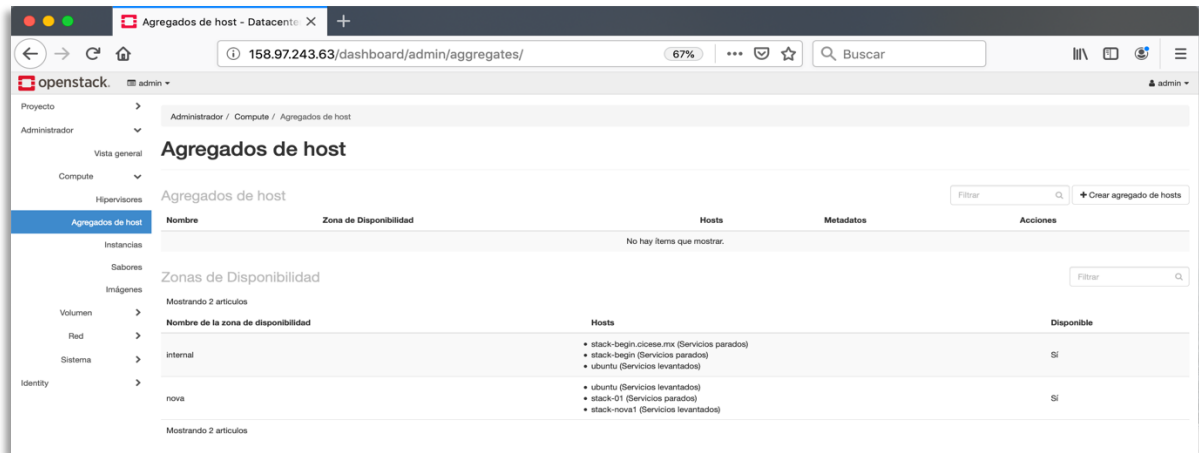 Agregados de host - Datacente
158.97.243.63/dashboard/admin/aggregates/
67%
Buscar
openstack.
admin
admin
Proyecto
Administrador
Vista general
Compute
Hipervisores
Agregados de host
Instancias
Sabores
Imágenes
Volumen
Red
Sistema
Identity
Administrador / Compute / Agregados de host
Agregados de host
Agregados de host
Filtrar
+ Crear agregado de hosts
Nombre Zona de Disponibilidad Hosts Metadatos Acciones
No hay ítems que mostrar.
Zonas de Disponibilidad
Filtrar
Mostrando 2 articulos
Nombre de la zona de disponibilidad Hosts Disponible
internal
• stack-begin.cicese.mx (Servicios parados)
• stack-begin (Servicios parados)
• ubuntu (Servicios levantados)
Sí
nova
• ubuntu (Servicios levantados)
• stack-01 (Servicios parados)
• stack-nova1 (Servicios levantados)
Sí
Mostrando 2 articulos